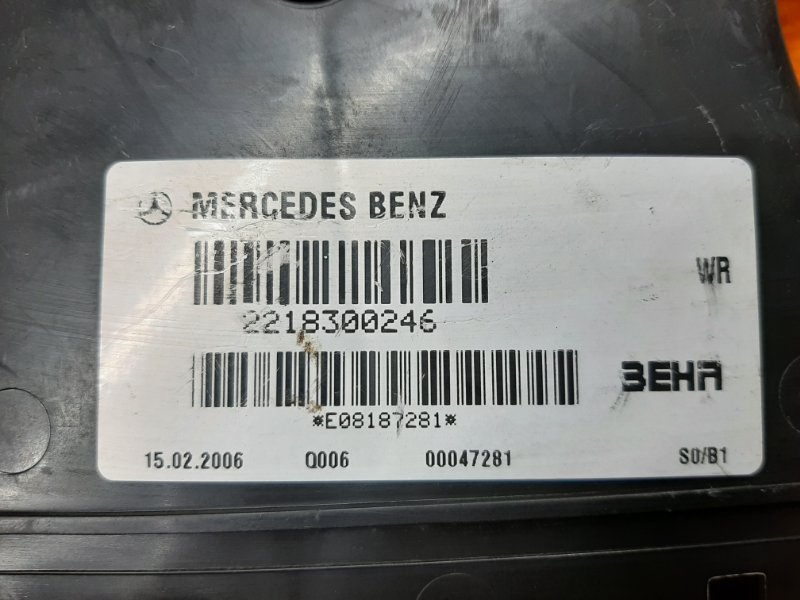 MERCEDES BENZ
WR
2218300246
BEHR
*E08187281*
15.02.2006 Q006 00047281 S0/B1